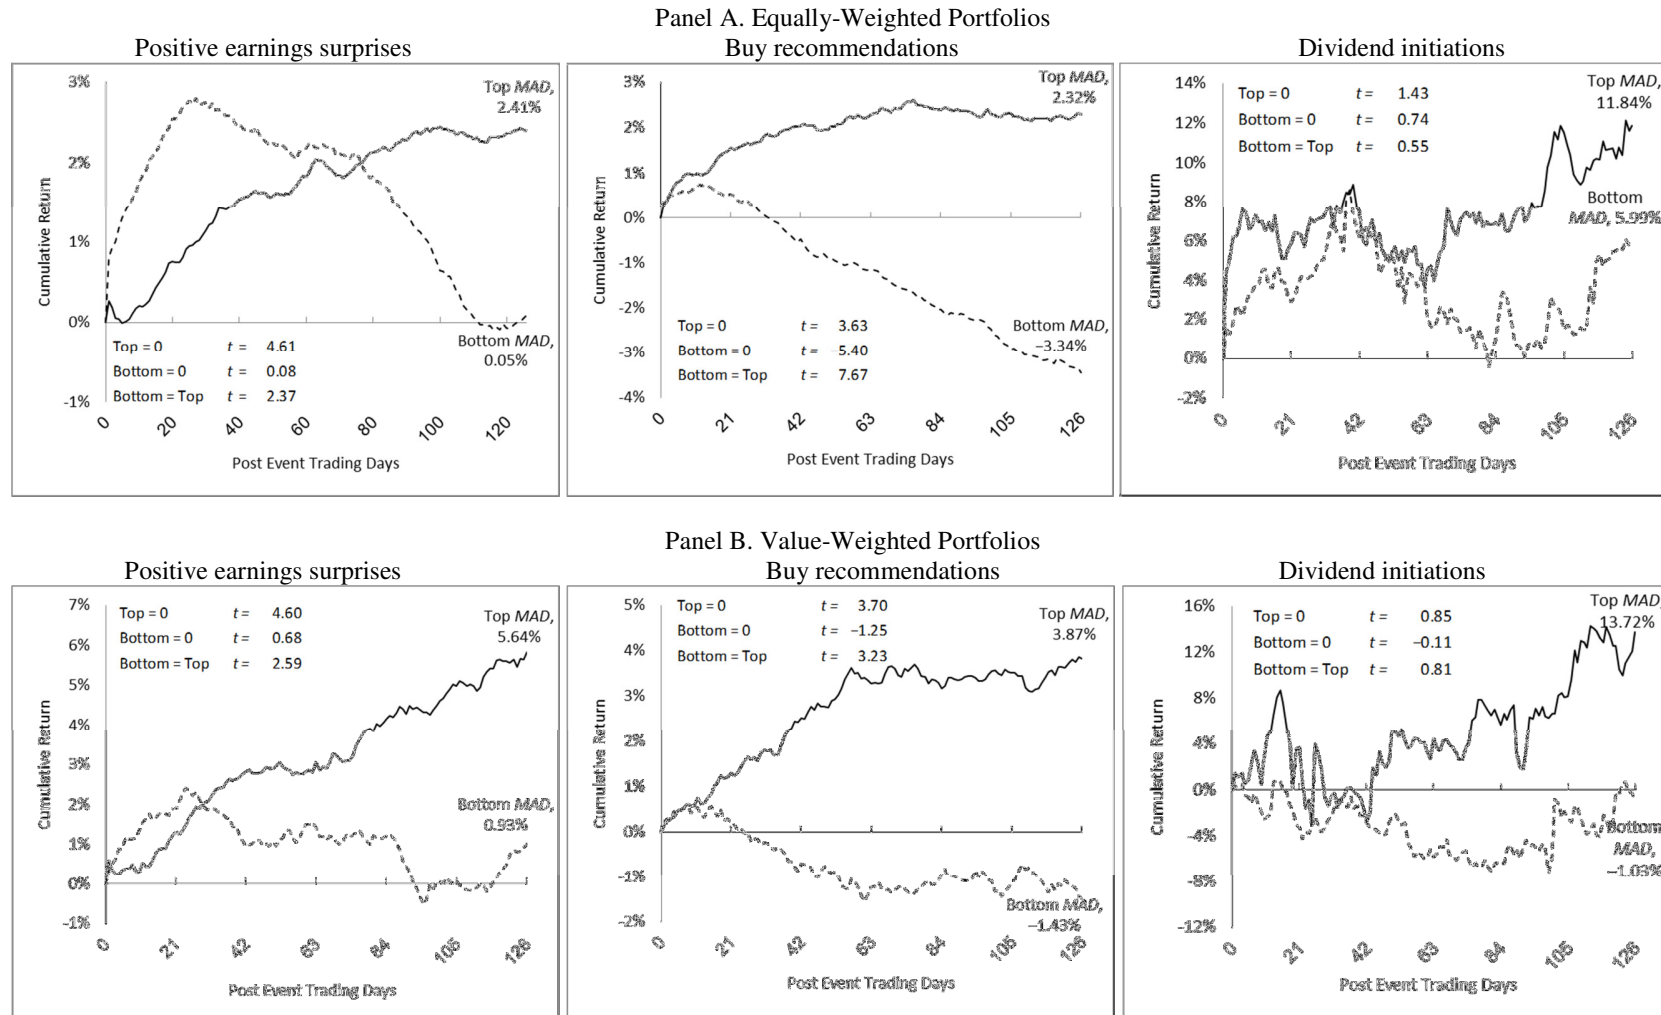 Panel A. Equally-Weighted Portfolios
Positive earnings surprises
Buy recommendations
Dividend initiations
3%
2%
1%
0%
-1%
Cumulative Return
Top MAD,
2.41%
Bottom MAD,
0.05%
Top = 0 t = 4.61
Bottom = 0 t = 0.08
Bottom = Top t = 2.37
0 20 40 60 80 100 120
Post Event Trading Days
3%
2%
1%
0%
-1%
-2%
-3%
-4%
Cumulative Return
Top MAD,
2.32%
Bottom MAD,
−3.34%
Top = 0 t = 3.63
Bottom = 0 t = −5.40
Bottom = Top t = 7.67
0 21 42 63 84 105 126
Post Event Trading Days
14%
12%
10%
8%
6%
4%
2%
0%
-2%
Cumulative Return
Top = 0 t = 1.43
Bottom = 0 t = 0.74
Bottom = Top t = 0.55
Top MAD,
11.84%
Bottom
MAD, 5.99%
0 21 42 63 84 105 126
Post Event Trading Days
Panel B. Value-Weighted Portfolios
Positive earnings surprises
Buy recommendations
Dividend initiations
7%
6%
5%
4%
3%
2%
1%
0%
-1%
Cumulative Return
Top = 0 t = 4.60
Bottom = 0 t = 0.68
Bottom = Top t = 2.59
Top MAD,
5.64%
Bottom MAD,
0.93%
0 21 42 63 84 105 126
Post Event Trading Days
5%
4%
3%
2%
1%
0%
-1%
-2%
Cumulative Return
Top = 0 t = 3.70
Bottom = 0 t = −1.25
Bottom = Top t = 3.23
Top MAD,
3.87%
Bottom MAD,
−1.43%
0 21 42 63 84 105 126
Post Event Trading Days
16%
12%
8%
4%
0%
-4%
-8%
-12%
Cumulative Return
Top = 0 t = 0.85
Bottom = 0 t = −0.11
Bottom = Top t = 0.81
Top MAD,
13.72%
Bottom
MAD,
−1.03%
0 21 42 63 84 105 126
Post Event Trading Days